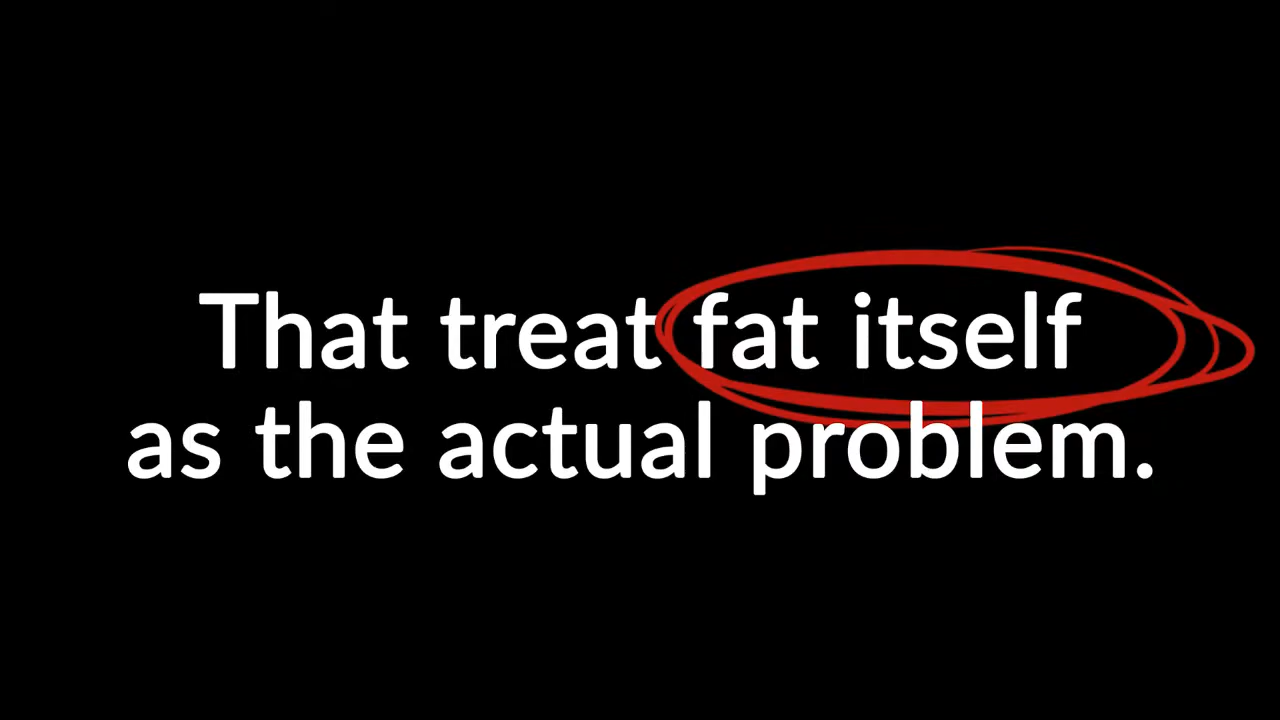 That treat fat itself
as the actual problem.